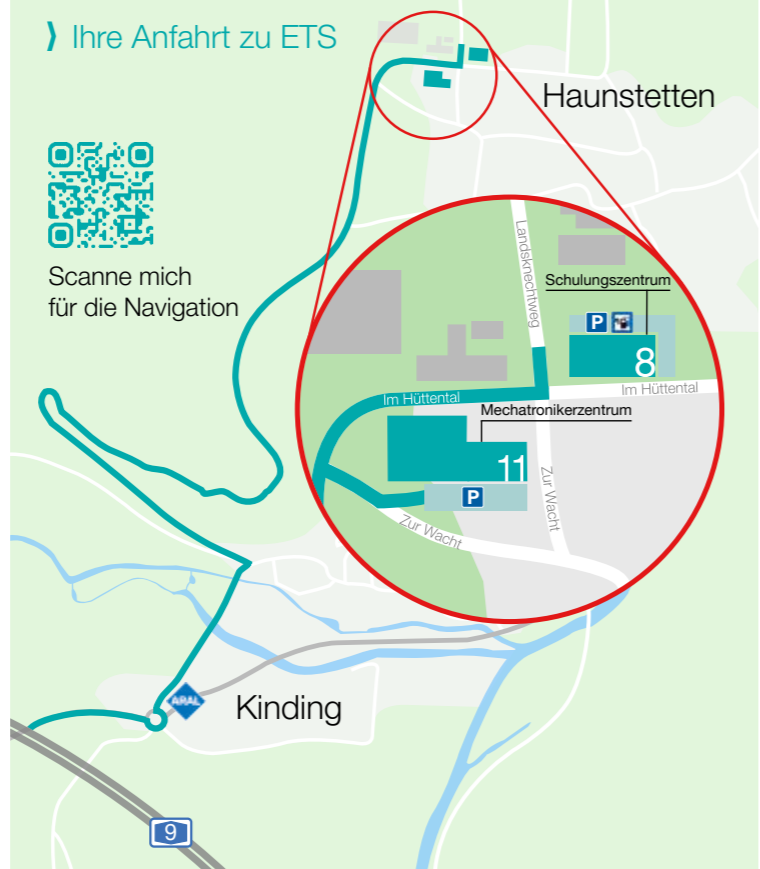 Ihre Anfahrt zu ETS
Haunstetten
Scanne mich
für die Navigation
Landsknechtweg
Schulungszentrum
P
8
Im Hüttental
Im Hüttental
Mechatronikerzentrum
11
P
Zur Wacht
Zur Wacht
ARAL
Kinding
9